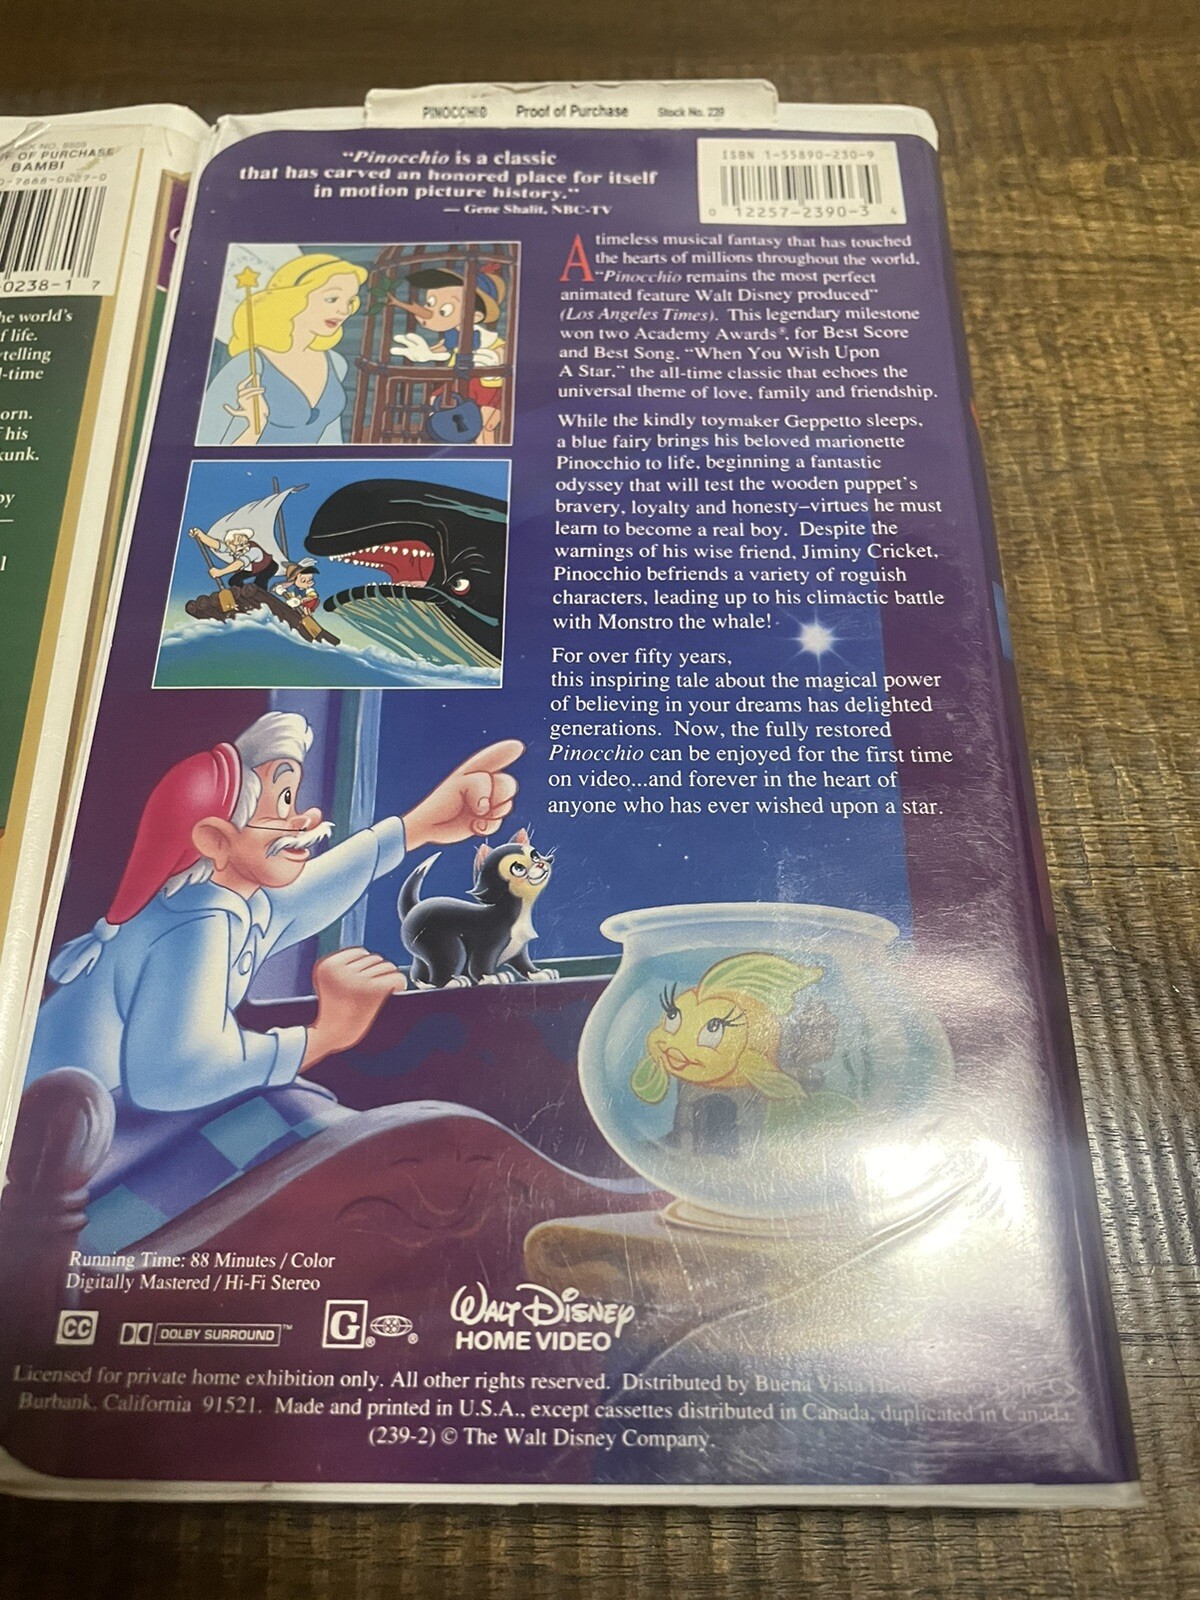 PROOF OF PURCHASE
BAMBI
0238-1 7
he world's
f life.
ytelling
l-time
orn.
his
kunk.
by
PINOCCHIO Proof of Purchase Stock No. 239
"Pinocchio is a classic
that has carved an honored place for itself
in motion picture history."
— Gene Shalit, NBC-TV
ISBN 1-55890-230-9
0 12257-2390-3 4
A timeless musical fantasy that has touched
the hearts of millions throughout the world.
"Pinocchio remains the most perfect
animated feature Walt Disney produced"
(Los Angeles Times). This legendary milestone
won two Academy Awards®, for Best Score
and Best Song, "When You Wish Upon
A Star," the all-time classic that echoes the
universal theme of love, family and friendship.
While the kindly toymaker Geppetto sleeps,
a blue fairy brings his beloved marionette
Pinocchio to life, beginning a fantastic
odyssey that will test the wooden puppet's
bravery, loyalty and honesty–virtues he must
learn to become a real boy. Despite the
warnings of his wise friend, Jiminy Cricket,
Pinocchio befriends a variety of roguish
characters, leading up to his climactic battle
with Monstro the whale!
For over fifty years,
this inspiring tale about the magical power
of believing in your dreams has delighted
generations. Now, the fully restored
Pinocchio can be enjoyed for the first time
on video...and forever in the heart of
anyone who has ever wished upon a star.
Running Time: 88 Minutes / Color
Digitally Mastered / Hi-Fi Stereo
CC DOLBY SURROUND™ G® ® WALT DISNEY
HOME VIDEO
Licensed for private home exhibition only. All other rights reserved. Distributed by Buena Vista
Burbank, California 91521. Made and printed in U.S.A., except cassettes distributed in Canada, duplicated in Canada.
(239-2) © The Walt Disney Company.